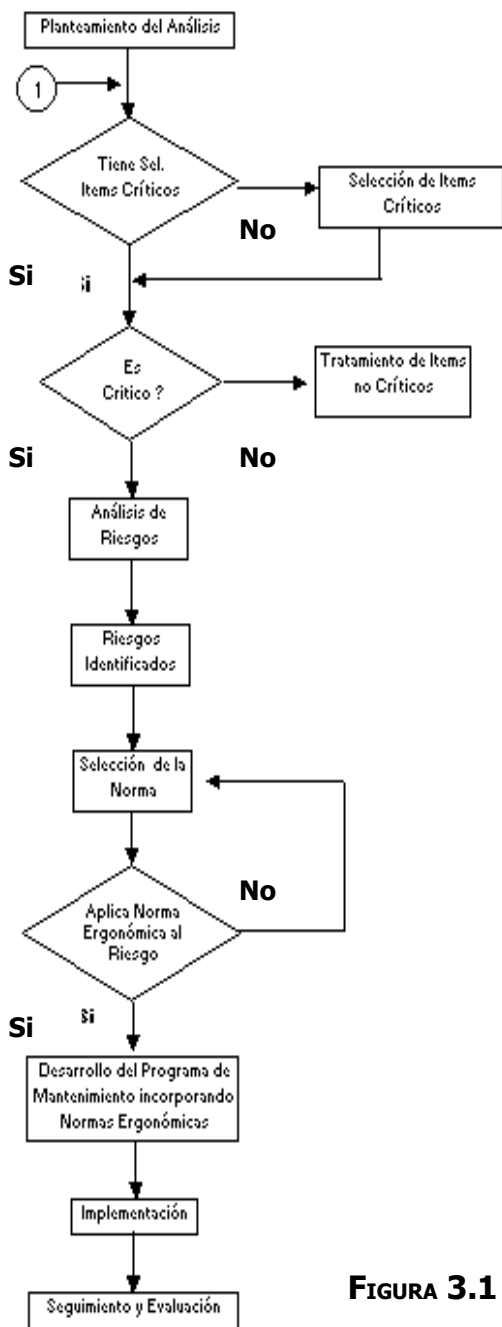 Planteamiento del Análisis
1
Tiene Sel.
Items Críticos
Selección de Items
Críticos
No
Si
Si
Es
Critico ?
Tratamiento de Items
no Críticos
Si
No
Análisis de
Riesgos
Riesgos
Identificados
Selección de la
Norma
No
Aplica Norma
Ergonómica al
Riesgo
Si
Si
Desarrollo del Programa de
Mantenimiento incorporando
Normas Ergonómicas
Implementación
Seguimiento y Evaluación
FIGURA 3.1